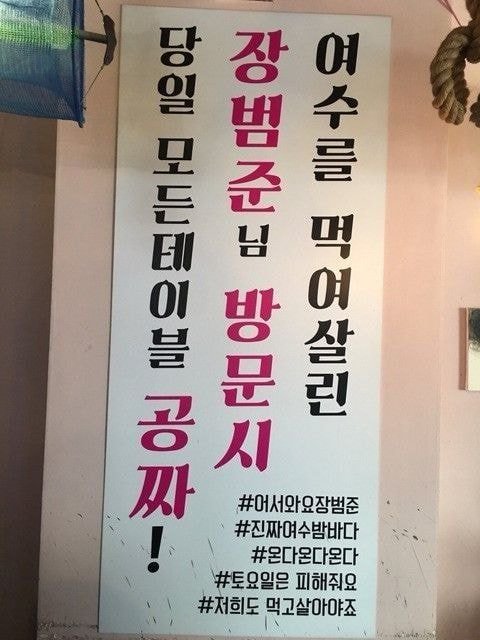 여수를 먹여살린
장범준님 방문시
당일 모든테이블 공짜!
#어서와요장범준
#진짜여수밤바다
#온다온다온다
#토요일은 피해줘요
#저희도 먹고살아야죠